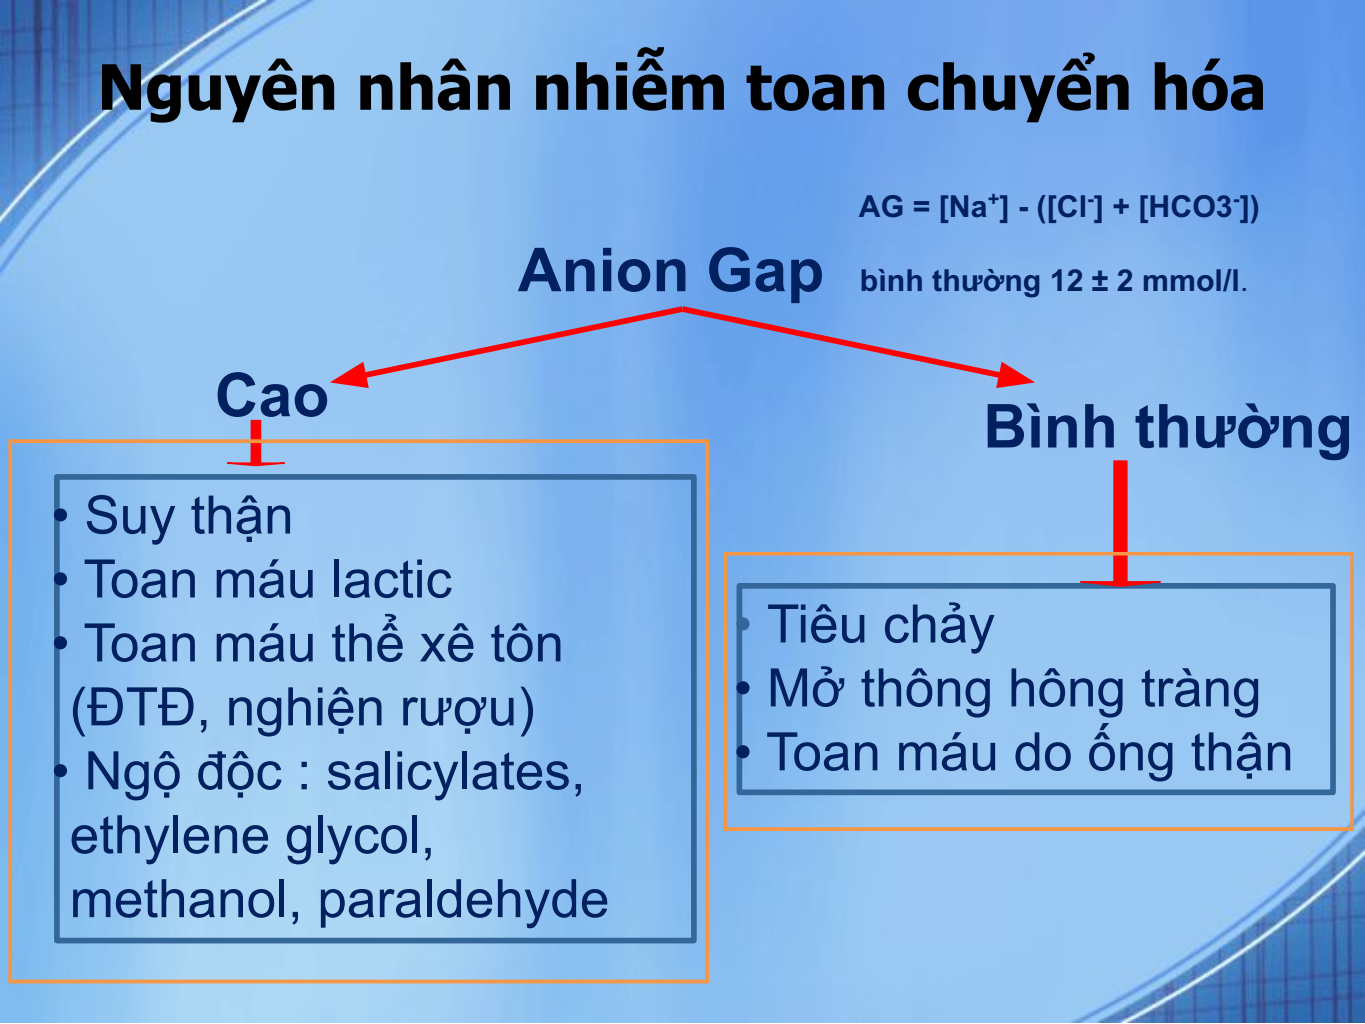 Nguyên nhân nhiễm toan chuyển hóa
AG = [Na⁺] - ([Cl⁻] + [HCO3⁻])
Anion Gap
bình thường 12 ± 2 mmol/l.
Cao
Bình thường
• Suy thận
• Toan máu lactic
• Toan máu thể xê tôn
(ĐTĐ, nghiện rượu)
• Ngộ độc : salicylates,
ethylene glycol,
methanol, paraldehyde
• Tiêu chảy
• Mở thông hông tràng
• Toan máu do ống thận